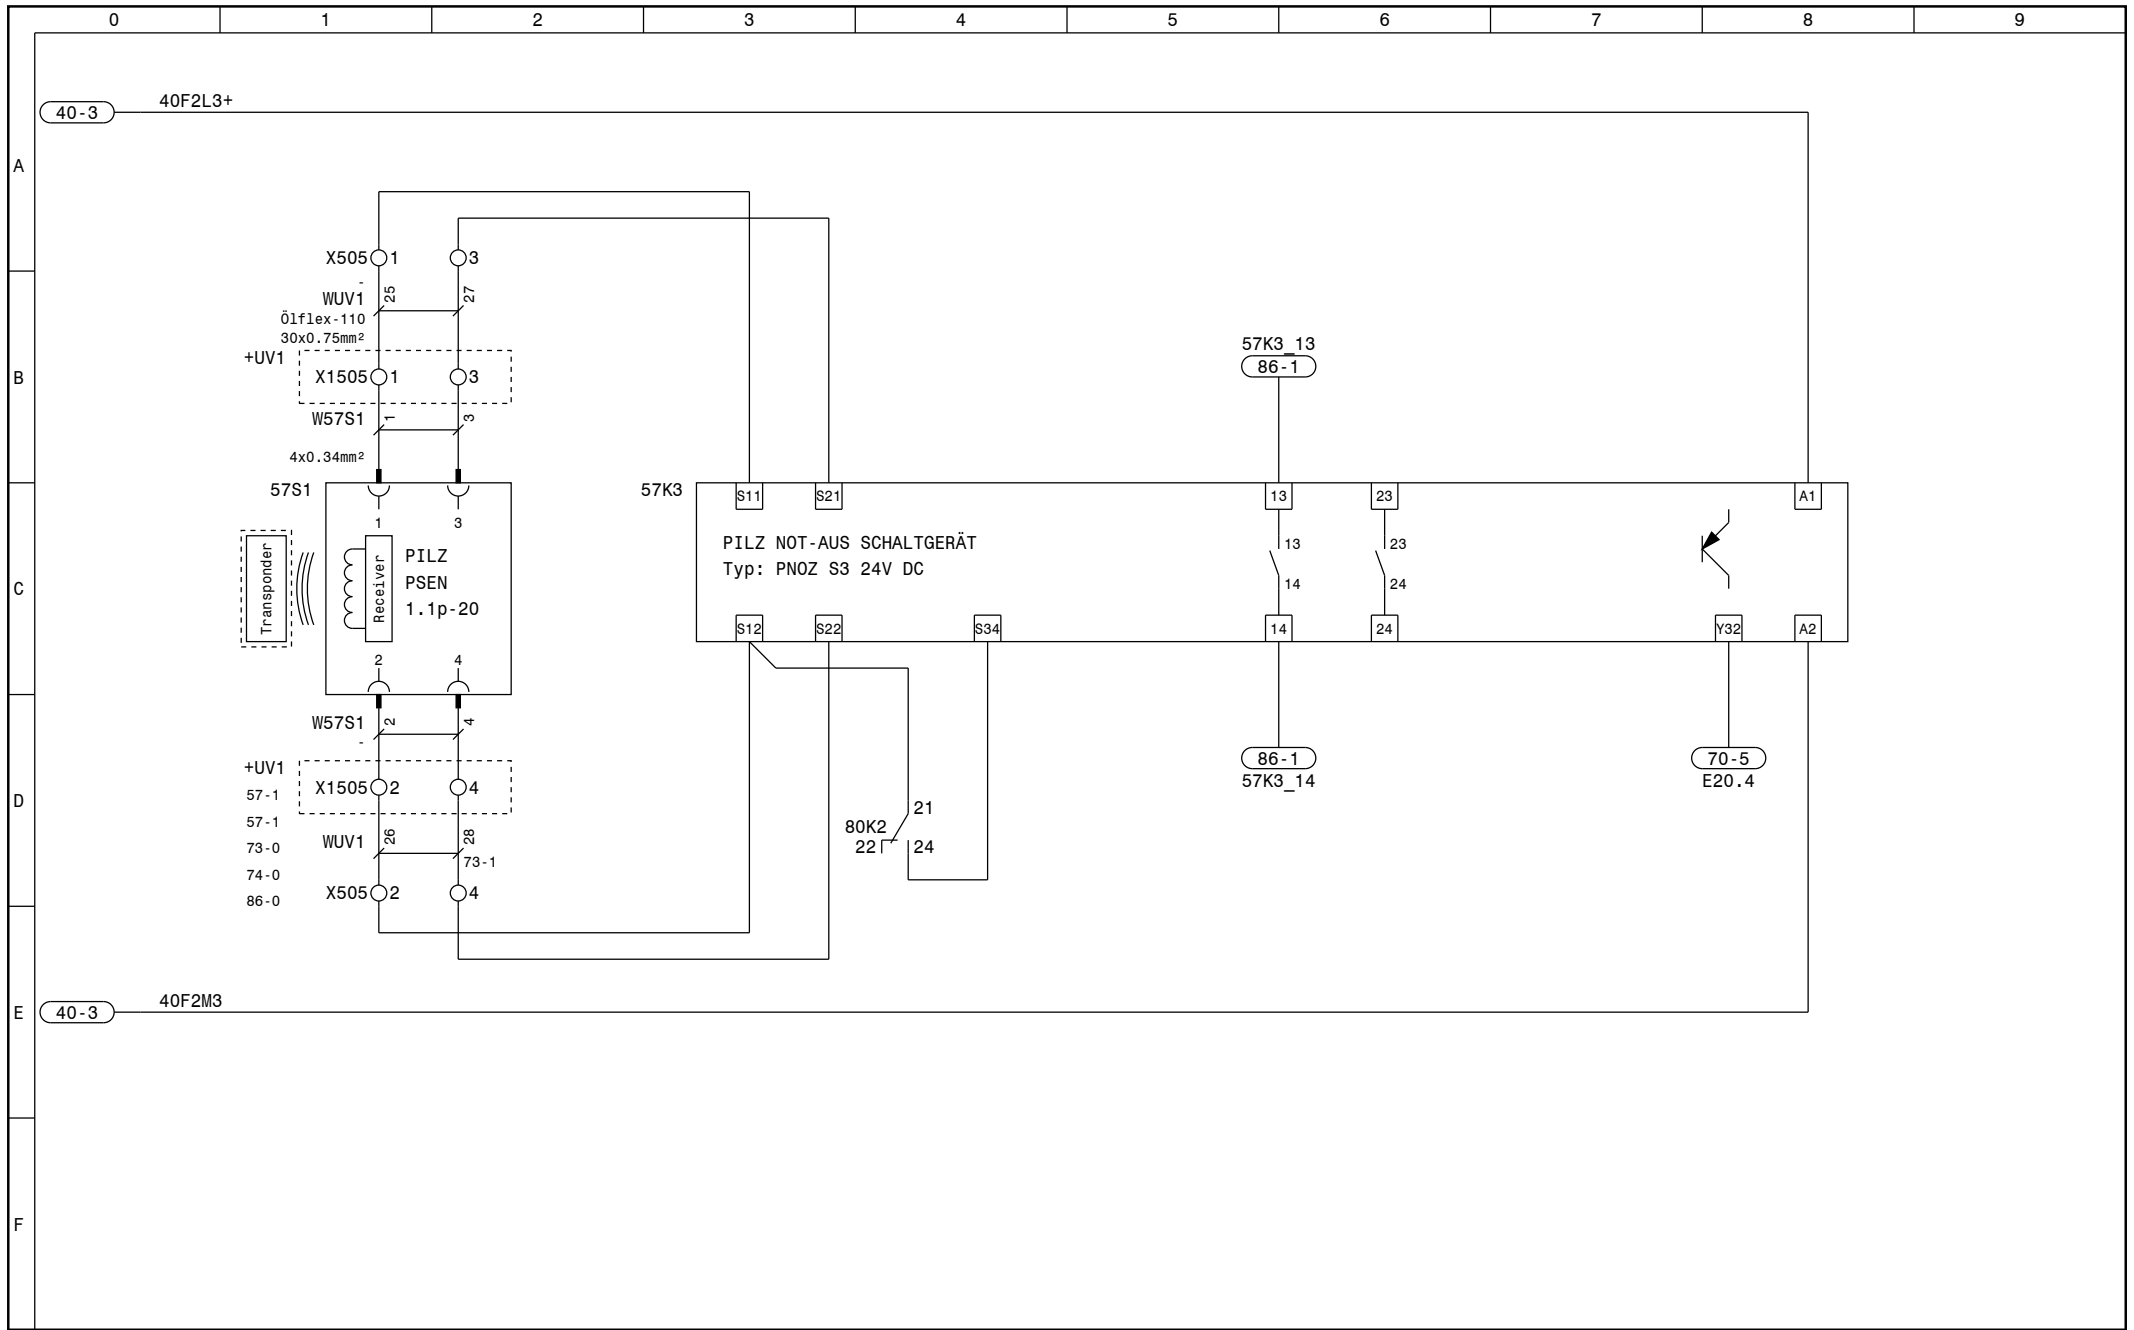 0 1 2 3 4 5 6 7 8 9
40-3 40F2L3+
A
X505 1 3
-
WUV1 25 27
Ölflex-110
30x0.75mm²
+UV1
X1505 1 3
B
57K3_13
86-1
W57S1 1 3
4x0.34mm²
57S1
57K3
S11 S21 13 23 A1
1 3
PILZ NOT-AUS SCHALTGERÄT
Typ: PNOZ S3 24V DC
13 23
14 24
C
Transponder
Receiver
PILZ
PSEN
1.1p-20
S12 S22 S34 14 24 Y32 A2
2 4
W57S1 2 4
-
+UV1
57-1
57-1
73-0
74-0
86-0
X1505 2 4
D
WUV1 26 28
73-1
X505 2 4
80K2
21
22 24
86-1
57K3_14
70-5
E20.4
E
40-3 40F2M3
F